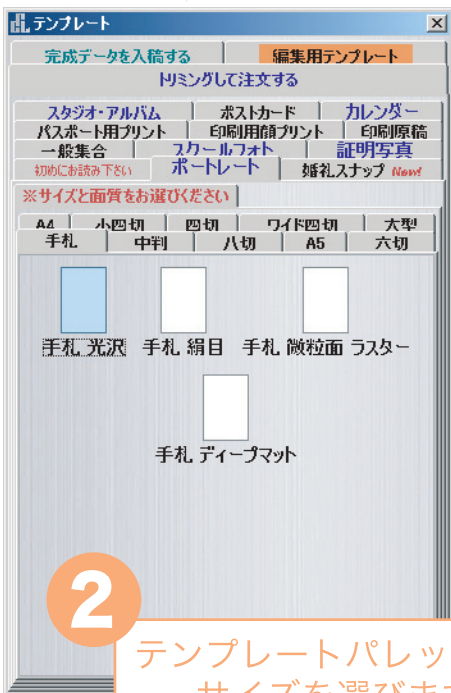 テンプレート
完成データを入稿する 編集用テンプレート
トリミングして注文する
スタジオ・アルバム ポストカード カレンダー
パスポート用プリント 印刷用顔プリント 印刷原稿
一般集合 スクールフォト 証明写真
初めにお読み下さい ポートレート 婚礼スナップ New!
※サイズと面質をお選びください
A4 小四切 四切 ワイド四切 大型
手札 中判 八切 A5 六切
手札 光沢 手札 絹目 手札 微粒面 ラスター
手札 ディープマット
2
テンプレートパレッ
サイズを選びます